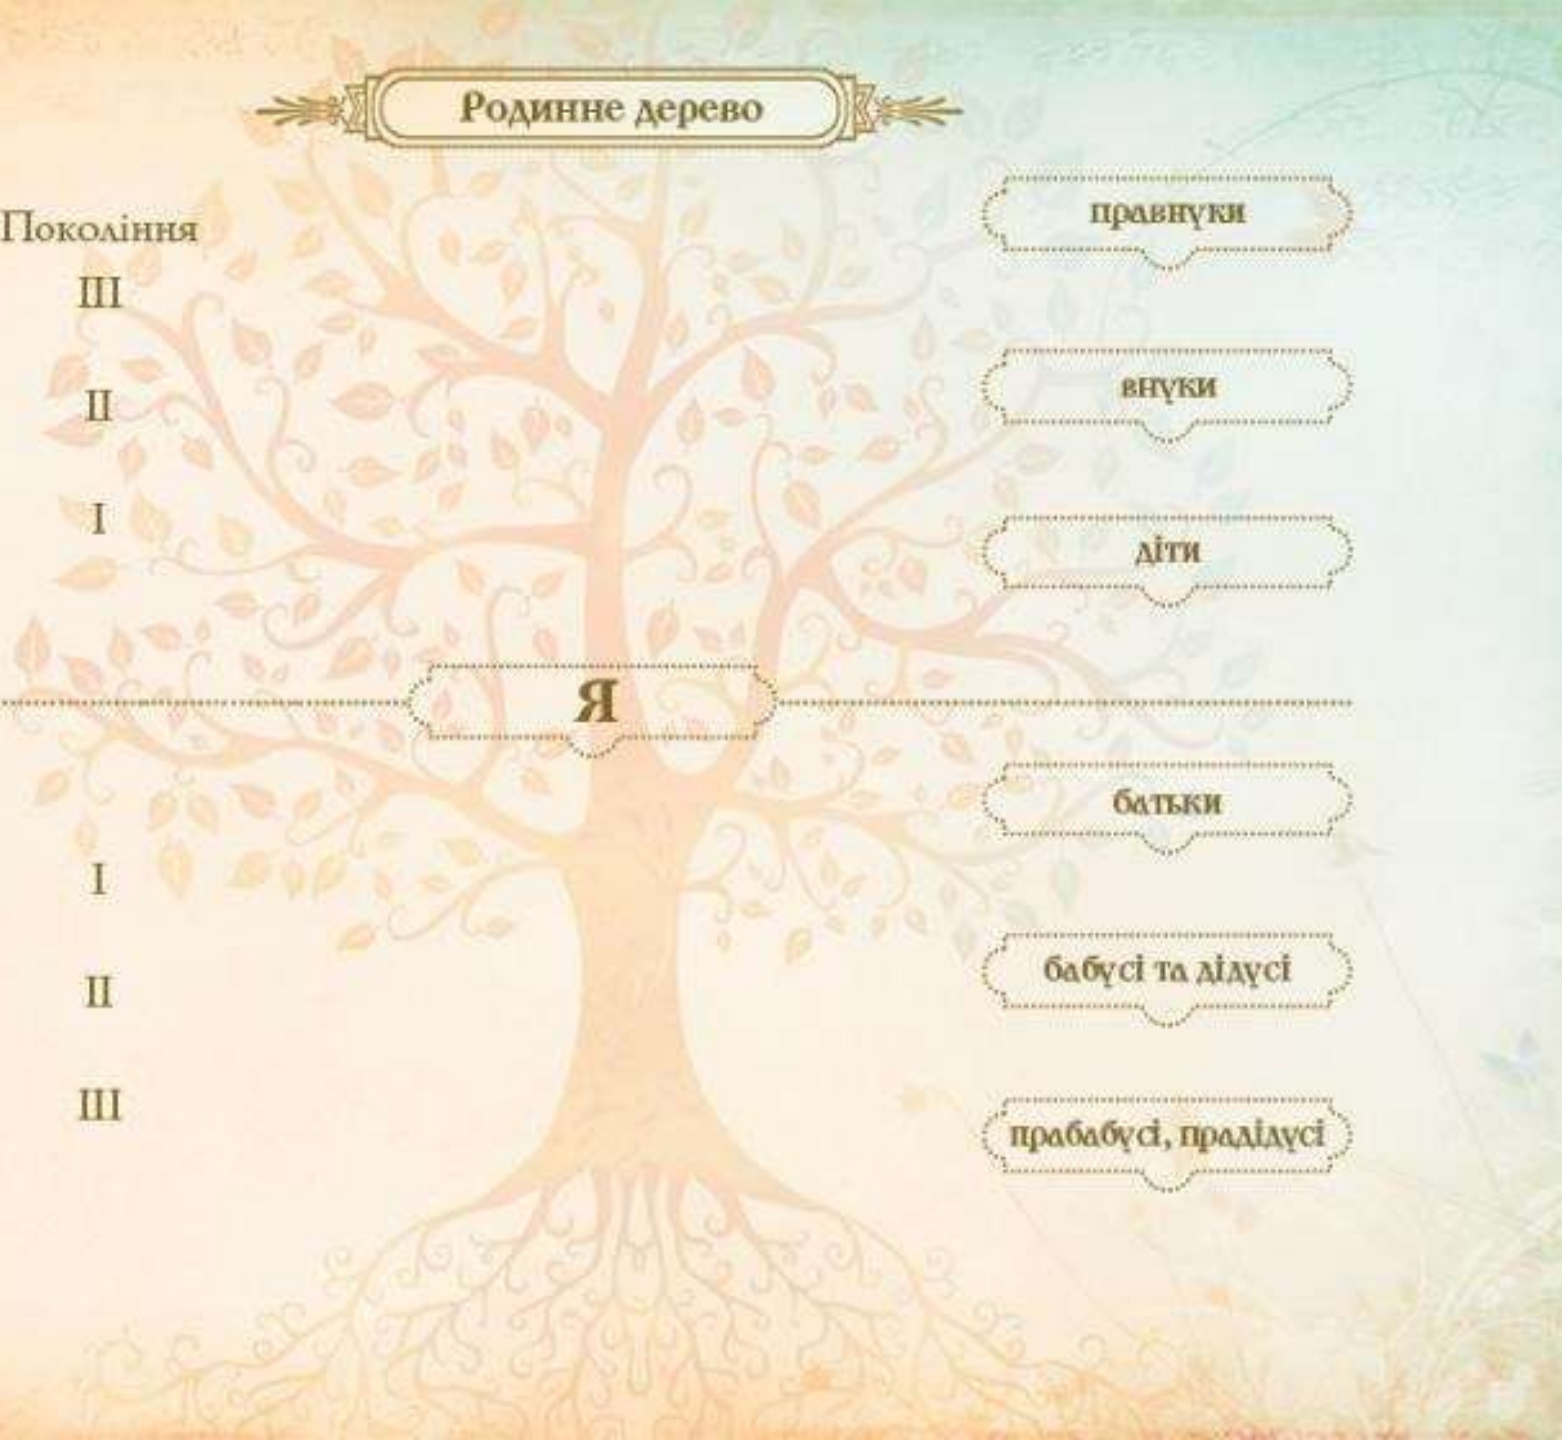 Родинне дерево
правнуки
Покоління
III
внуки
II
I
діти
Я
батьки
I
бабусі та дідусі
II
III
прабабусі, прадідусі